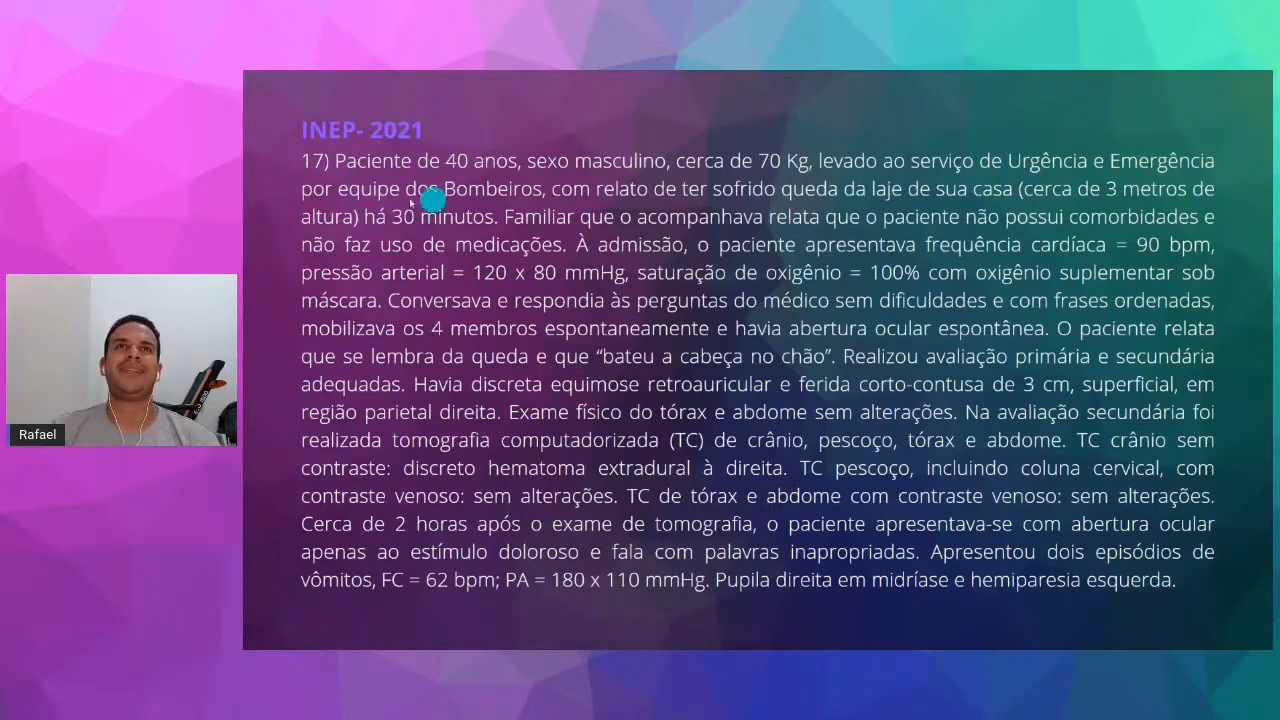 INEP- 2021
17) Paciente de 40 anos, sexo masculino, cerca de 70 Kg, levado ao serviço de Urgência e Emergência
por equipe dos Bombeiros, com relato de ter sofrido queda da laje de sua casa (cerca de 3 metros de
altura) há 30 minutos. Familiar que o acompanhava relata que o paciente não possui comorbidades e
não faz uso de medicações. À admissão, o paciente apresentava frequência cardíaca = 90 bpm,
pressão arterial = 120 x 80 mmHg, saturação de oxigênio = 100% com oxigênio suplementar sob
máscara. Conversava e respondia às perguntas do médico sem dificuldades e com frases ordenadas,
mobilizava os 4 membros espontaneamente e havia abertura ocular espontânea. O paciente relata
que se lembra da queda e que “bateu a cabeça no chão”. Realizou avaliação primária e secundária
adequadas. Havia discreta equimose retroauricular e ferida corto-contusa de 3 cm, superficial, em
região parietal direita. Exame físico do tórax e abdome sem alterações. Na avaliação secundária foi
realizada tomografia computadorizada (TC) de crânio, pescoço, tórax e abdome. TC crânio sem
contraste: discreto hematoma extradural à direita. TC pescoço, incluindo coluna cervical, com
contraste venoso: sem alterações. TC de tórax e abdome com contraste venoso: sem alterações.
Cerca de 2 horas após o exame de tomografia, o paciente apresentava-se com abertura ocular
apenas ao estímulo doloroso e fala com palavras inapropriadas. Apresentou dois episódios de
vômitos, FC = 62 bpm; PA = 180 x 110 mmHg. Pupila direita em midríase e hemiparesia esquerda.
Rafael